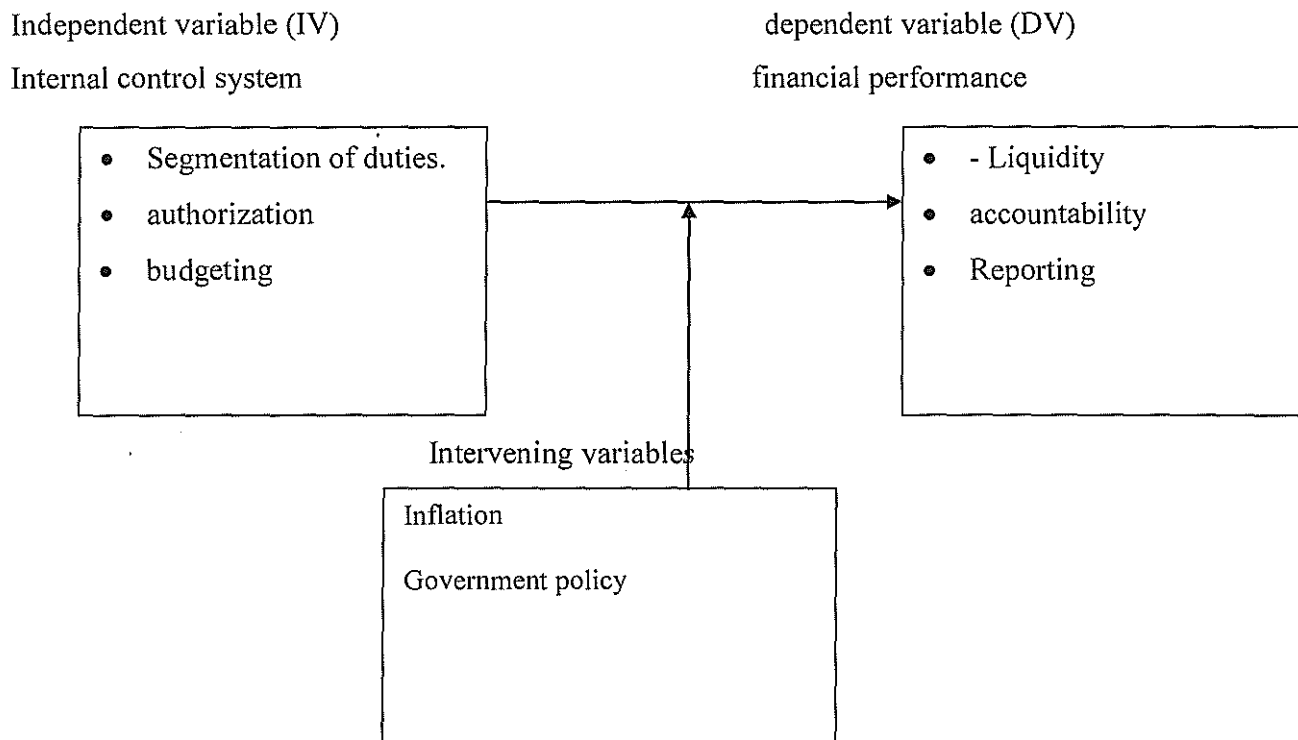 Independent variable (IV) dependent variable (DV)
Internal control system financial performance
• Segmentation of duties.
• authorization
• budgeting
• - Liquidity
• accountability
• Reporting
Intervening variables
Inflation
Government policy